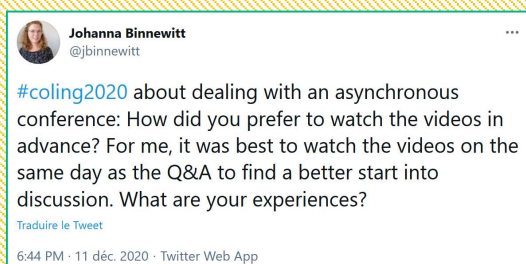 Johanna Binnewitt
@jbinnewitt
#coling2020 about dealing with an asynchronous
conference: How did you prefer to watch the videos in
advance? For me, it was best to watch the videos on the
same day as the Q&A to find a better start into
discussion. What are your experiences?
Traduire le Tweet
6:44 PM · 11 déc. 2020 · Twitter Web App